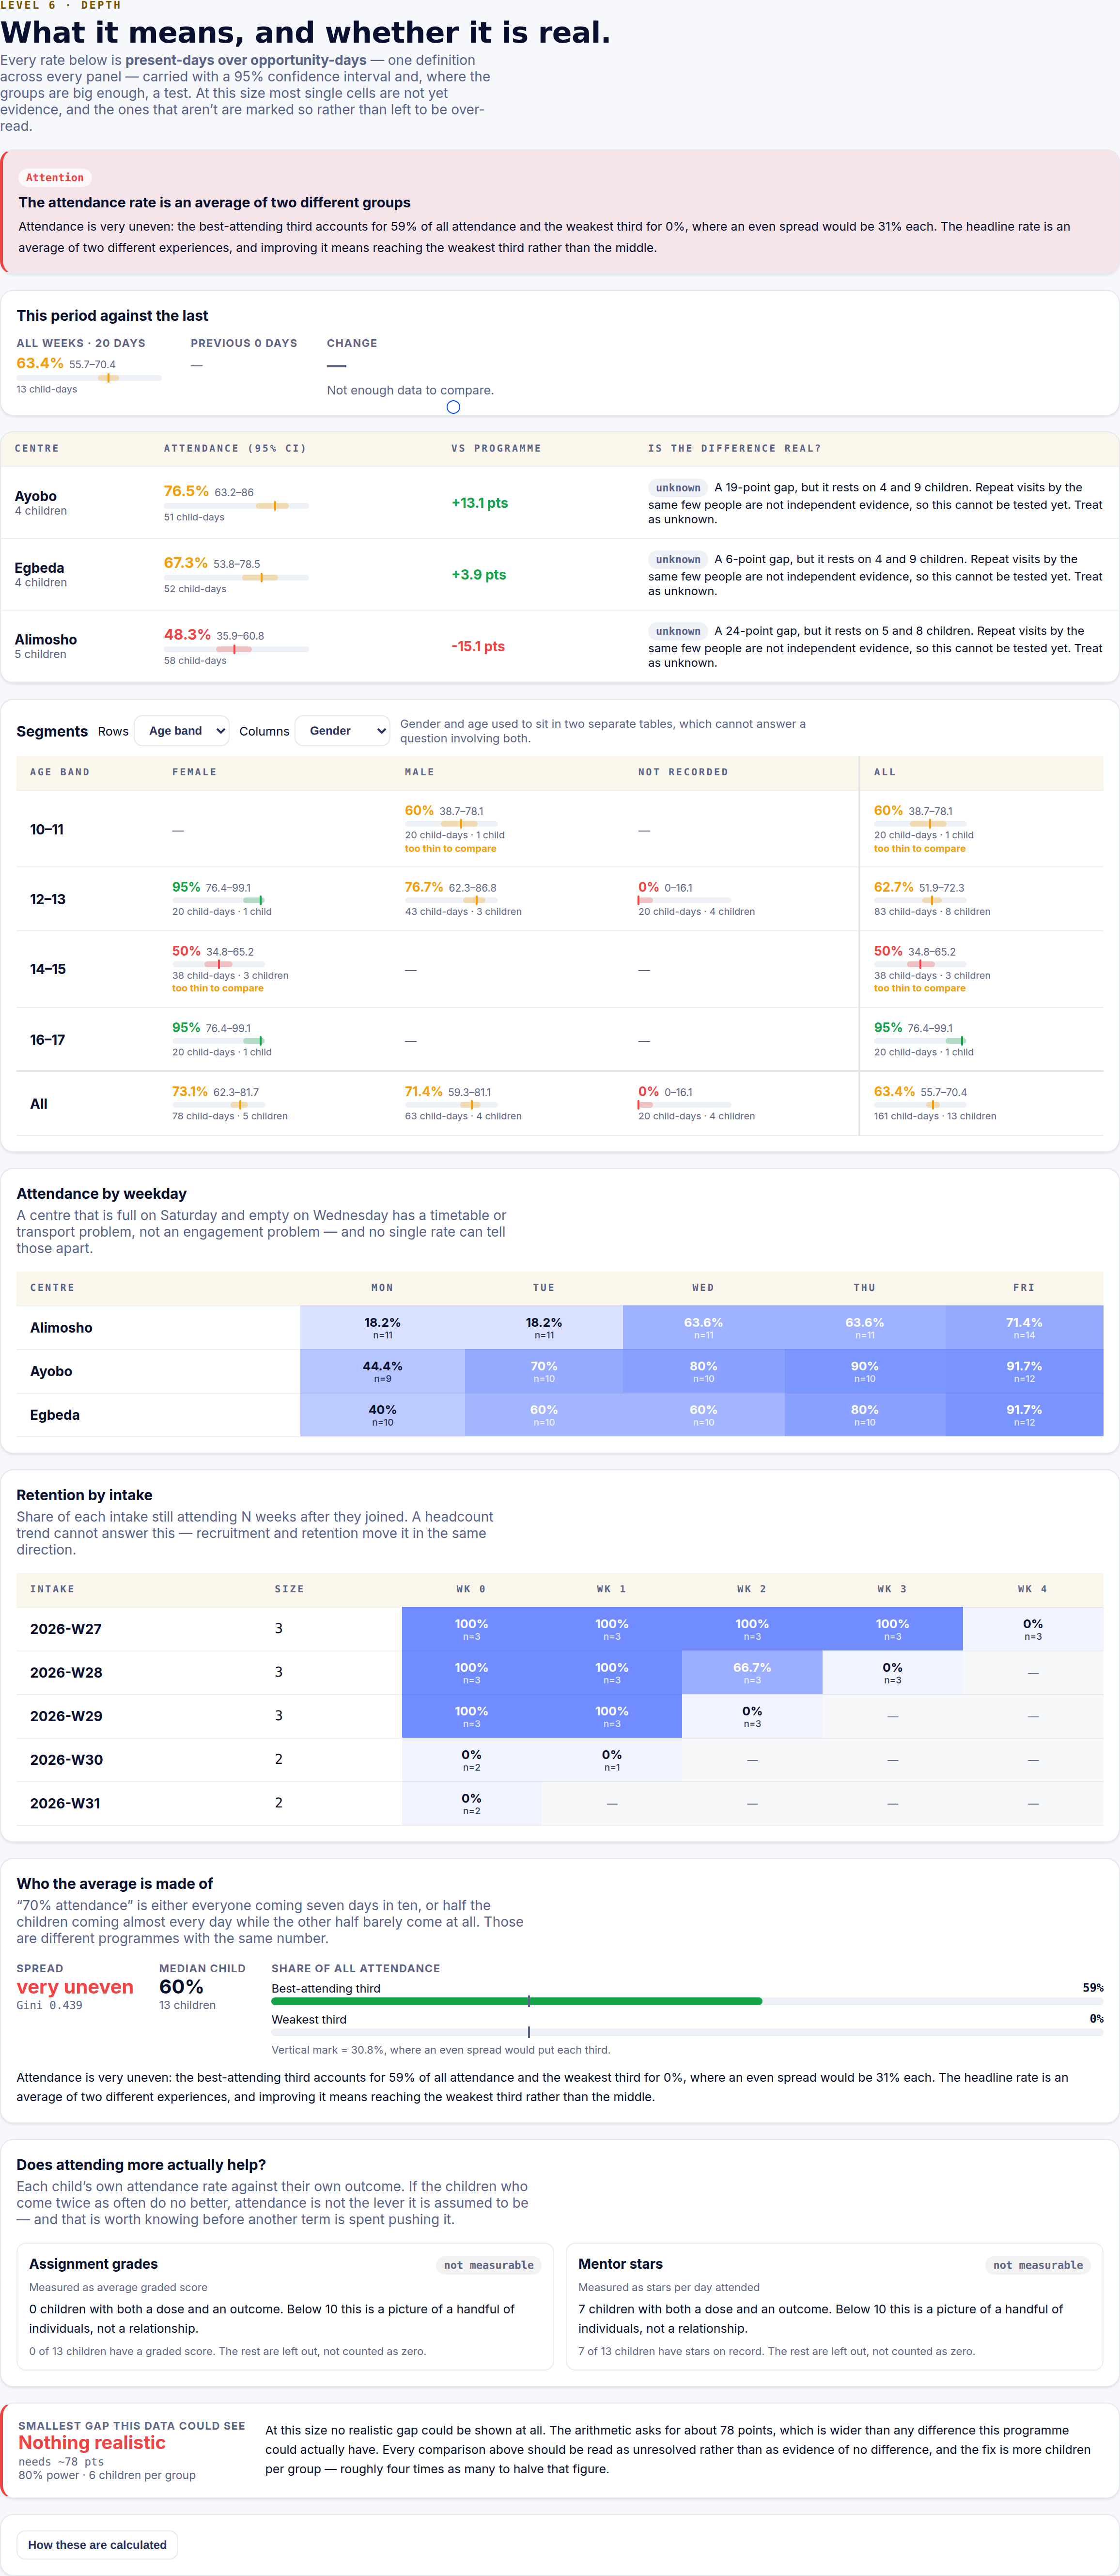 LEVEL 6 · DEPTH
What it means, and whether it is real.
Every rate below is present-days over opportunity-days — one definition
across every panel — carried with a 95% confidence interval and, where the
groups are big enough, a test. At this size most single cells are not yet
evidence, and the ones that aren’t are marked so rather than left to be over-
read.
Attention
The attendance rate is an average of two different groups
Attendance is very uneven: the best-attending third accounts for 59% of all attendance and the weakest third for 0%, where an even spread would be 31% each. The headline rate is an
average of two different experiences, and improving it means reaching the weakest third rather than the middle.
This period against the last
ALL WEEKS · 20 DAYS PREVIOUS 0 DAYS CHANGE
63.4% 55.7–70.4 — —
13 child-days
Not enough data to compare.
CENTRE ATTENDANCE (95% CI) VS PROGRAMME IS THE DIFFERENCE REAL?
Ayobo
4 children
76.5% 63.2–86
51 child-days
+13.1 pts
unknown A 19-point gap, but it rests on 4 and 9 children. Repeat visits by the
same few people are not independent evidence, so this cannot be tested yet. Treat
as unknown.
Egbeda
4 children
67.3% 53.8–78.5
52 child-days
+3.9 pts
unknown A 6-point gap, but it rests on 4 and 9 children. Repeat visits by the
same few people are not independent evidence, so this cannot be tested yet. Treat
as unknown.
Alimosho
5 children
48.3% 35.9–60.8
58 child-days
-15.1 pts
unknown A 24-point gap, but it rests on 5 and 8 children. Repeat visits by the
same few people are not independent evidence, so this cannot be tested yet. Treat
as unknown.
Segments Rows Age band Columns Gender
Gender and age used to sit in two separate tables, which cannot answer a
question involving both.
AGE BAND FEMALE MALE NOT RECORDED ALL
10–11
—
60% 38.7–78.1
20 child-days · 1 child
too thin to compare
—
60% 38.7–78.1
20 child-days · 1 child
too thin to compare
12–13
95% 76.4–99.1
20 child-days · 1 child
76.7% 62.3–86.8
43 child-days · 3 children
0% 0–16.1
20 child-days · 4 children
62.7% 51.9–72.3
83 child-days · 8 children
14–15
50% 34.8–65.2
38 child-days · 3 children
too thin to compare
—
—
50% 34.8–65.2
38 child-days · 3 children
too thin to compare
16–17
95% 76.4–99.1
20 child-days · 1 child
—
—
95% 76.4–99.1
20 child-days · 1 child
All
73.1% 62.3–81.7
78 child-days · 5 children
71.4% 59.3–81.1
63 child-days · 4 children
0% 0–16.1
20 child-days · 4 children
63.4% 55.7–70.4
161 child-days · 13 children
Attendance by weekday
A centre that is full on Saturday and empty on Wednesday has a timetable or
transport problem, not an engagement problem — and no single rate can tell
those apart.
CENTRE MON TUE WED THU FRI
Alimosho 18.2% 18.2% 63.6% 63.6% 71.4%
n=11 n=11 n=11 n=11 n=14
Ayobo 44.4% 70% 80% 90% 91.7%
n=9 n=10 n=10 n=10 n=12
Egbeda 40% 60% 60% 80% 91.7%
n=10 n=10 n=10 n=10 n=12
Retention by intake
Share of each intake still attending N weeks after they joined. A headcount
trend cannot answer this — recruitment and retention move it in the same
direction.
INTAKE SIZE WK 0 WK 1 WK 2 WK 3 WK 4
2026-W27 3 100% 100% 100% 100% 0%
n=3 n=3 n=3 n=3 n=3
2026-W28 3 100% 100% 66.7% 0% —
n=3 n=3 n=3 n=3
2026-W29 3 100% 100% 0% — —
n=3 n=3 n=3
2026-W30 2 0% 0% — — —
n=2 n=1
2026-W31 2 0% — — — —
n=2
Who the average is made of
“70% attendance” is either everyone coming seven days in ten, or half the
children coming almost every day while the other half barely come at all. Those
are different programmes with the same number.
SPREAD MEDIAN CHILD SHARE OF ALL ATTENDANCE
very uneven
Gini 0.439
60%
13 children
Best-attending third 59%
Weakest third 0%
Vertical mark = 30.8%, where an even spread would put each third.
Attendance is very uneven: the best-attending third accounts for 59% of all attendance and the weakest third for 0%, where an even spread would be 31% each. The headline rate is an
average of two different experiences, and improving it means reaching the weakest third rather than the middle.
Does attending more actually help?
Each child’s own attendance rate against their own outcome. If the children who
come twice as often do no better, attendance is not the lever it is assumed to be
— and that is worth knowing before another term is spent pushing it.
Assignment grades not measurable
Measured as average graded score
0 children with both a dose and an outcome. Below 10 this is a picture of a handful of
individuals, not a relationship.
0 of 13 children have a graded score. The rest are left out, not counted as zero.
Mentor stars not measurable
Measured as stars per day attended
7 children with both a dose and an outcome. Below 10 this is a picture of a handful of
individuals, not a relationship.
7 of 13 children have stars on record. The rest are left out, not counted as zero.
SMALLEST GAP THIS DATA COULD SEE
Nothing realistic
needs ~78 pts
80% power · 6 children per group
At this size no realistic gap could be shown at all. The arithmetic asks for about 78 points, which is wider than any difference this programme
could actually have. Every comparison above should be read as unresolved rather than as evidence of no difference, and the fix is more children
per group — roughly four times as many to halve that figure.
How these are calculated